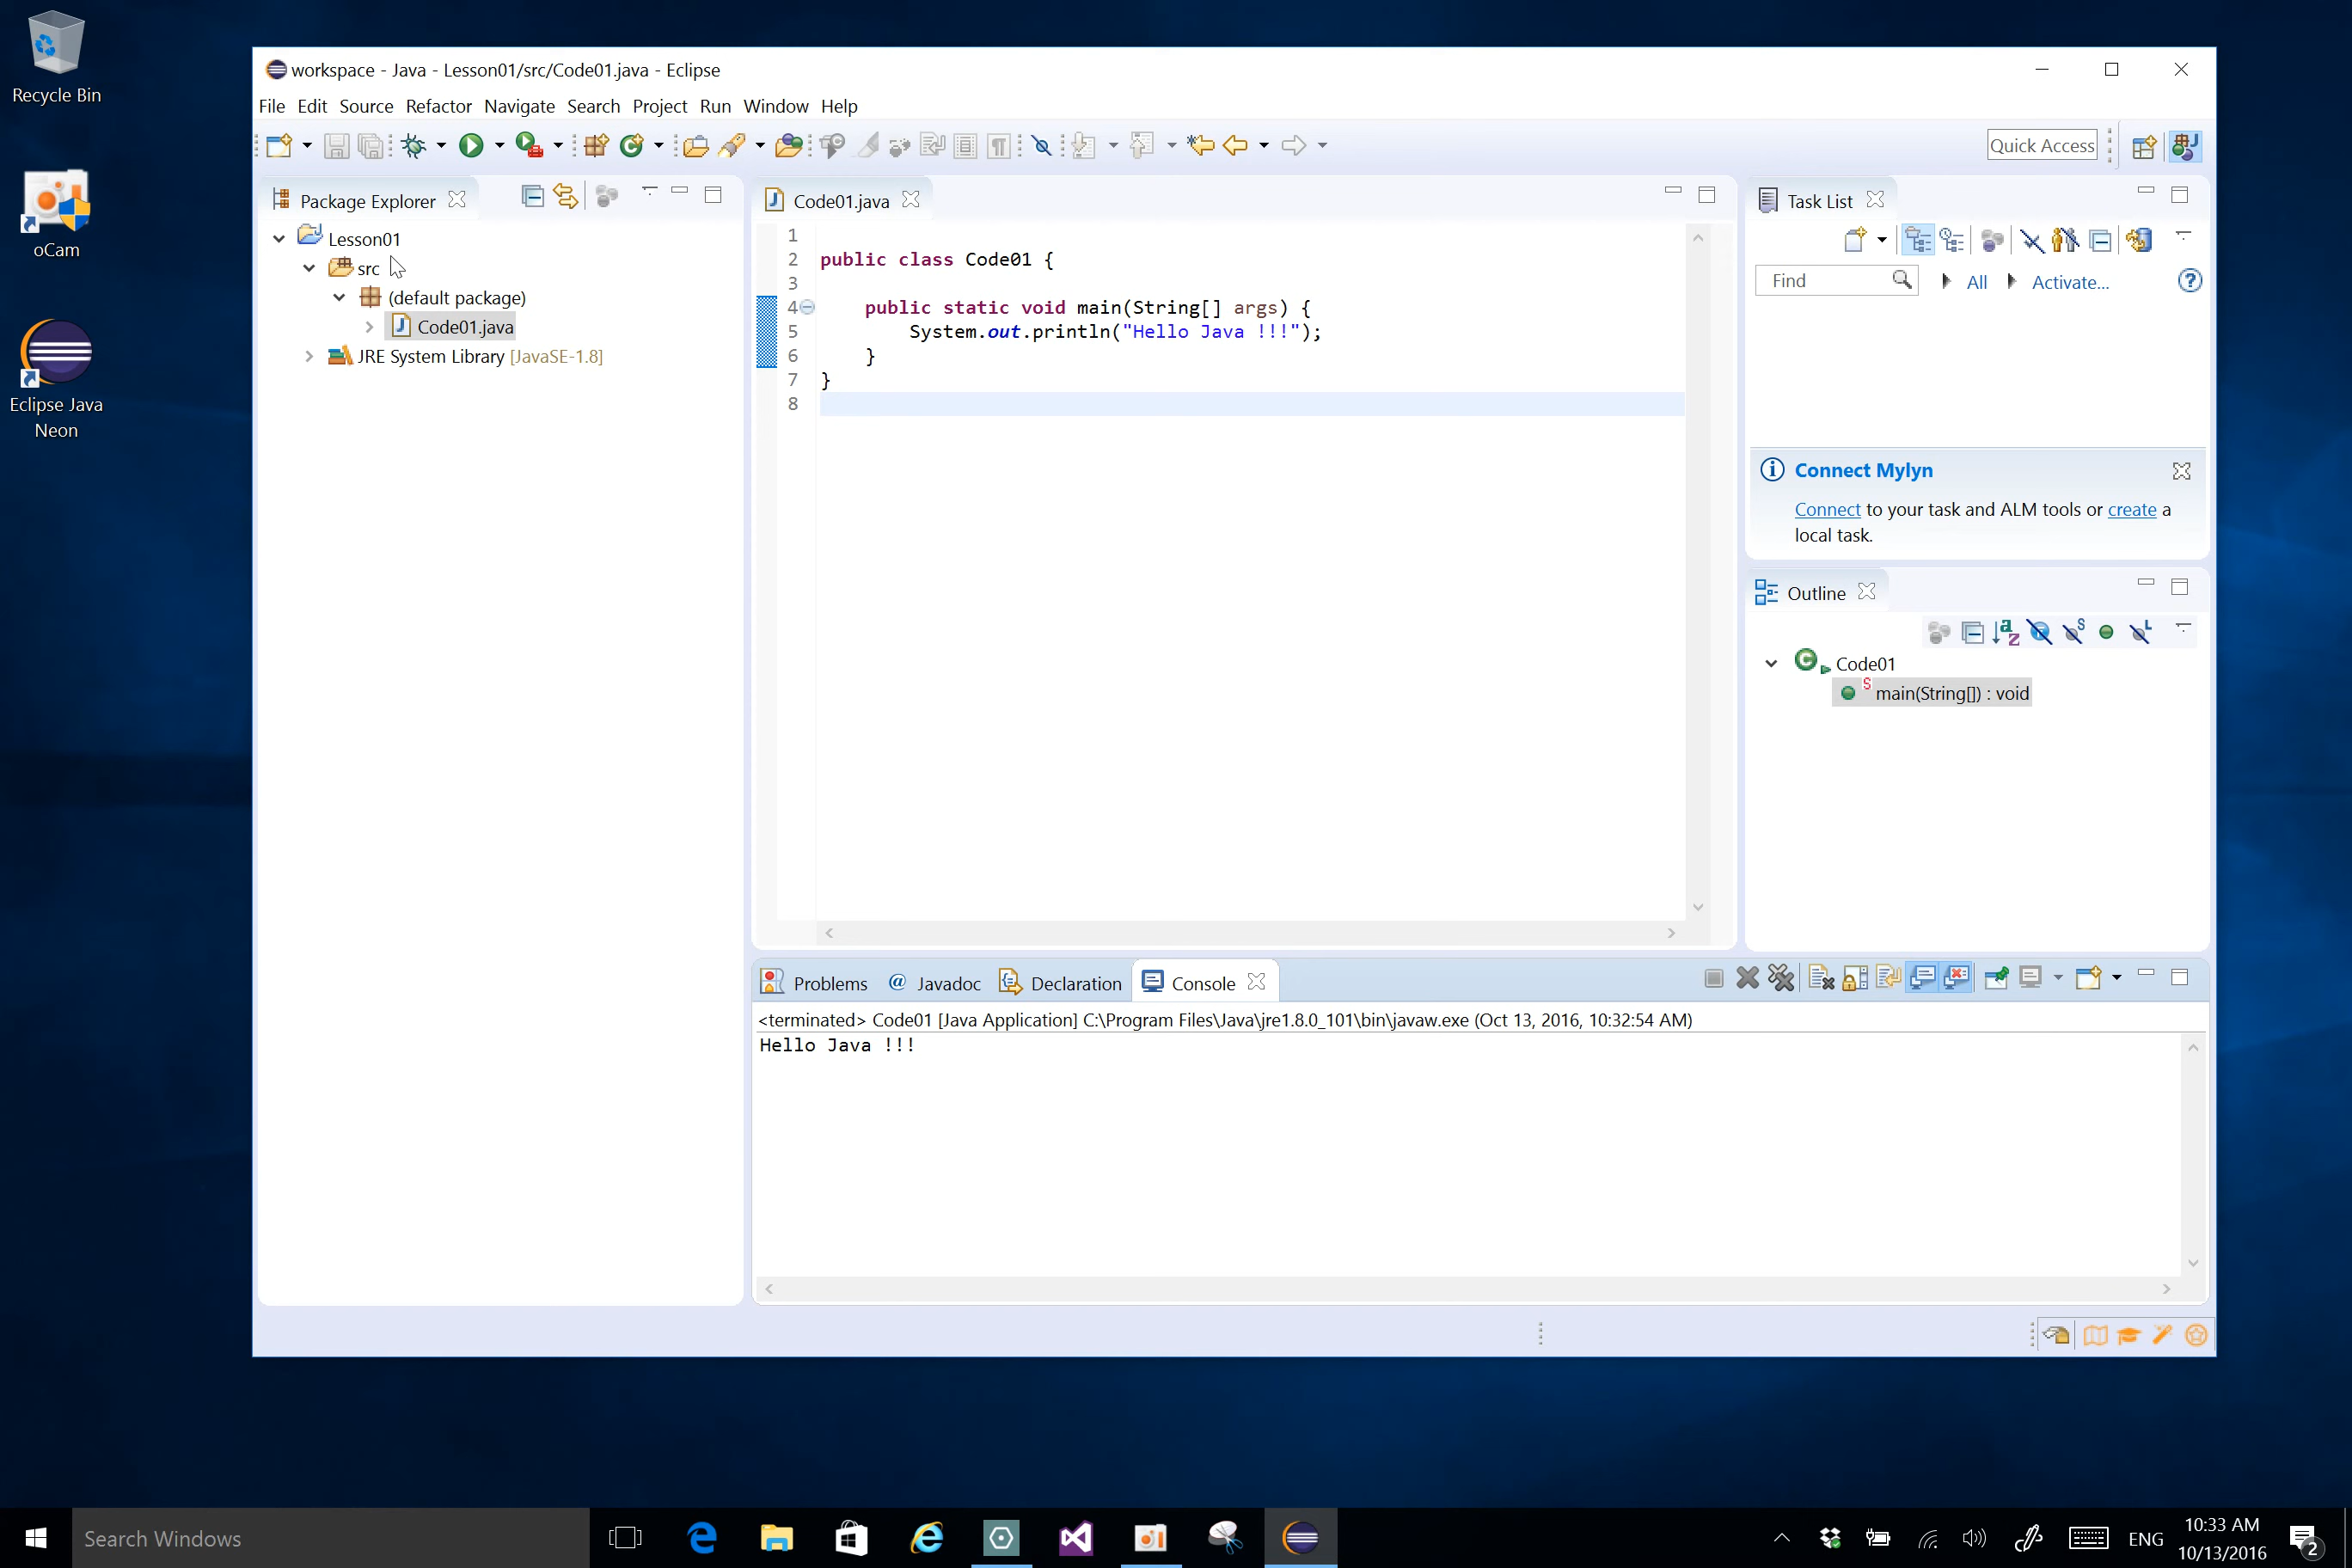 Recycle Bin
oCam
Eclipse Java
Neon
workspace - Java - Lesson01/src/Code01.java - Eclipse
File Edit Source Refactor Navigate Search Project Run Window Help
Quick Access
Package Explorer
Lesson01
src
(default package)
Code01.java
JRE System Library [JavaSE-1.8]
Code01.java
1
2 public class Code01 {
3
4 public static void main(String[] args) {
5 System.out.println("Hello Java !!!");
6 }
7 }
8
Task List
Find All Activate...
Connect Mylyn
Connect to your task and ALM tools or create a
local task.
Outline
Code01
main(String[]) : void
Problems @ Javadoc Declaration Console
<terminated> Code01 [Java Application] C:\Program Files\Java\jre1.8.0_101\bin\javaw.exe (Oct 13, 2016, 10:32:54 AM)
Hello Java !!!
Search Windows
ENG
10:33 AM
10/13/2016
2